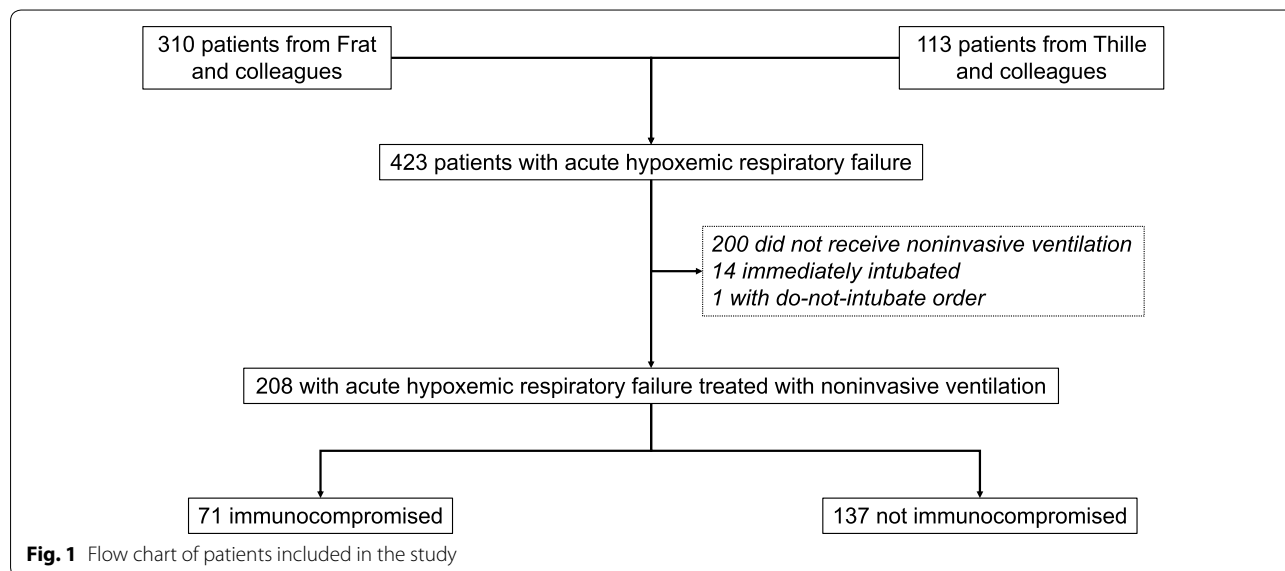 310 patients from Frat
and colleagues
113 patients from Thille
and colleagues
423 patients with acute hypoxemic respiratory failure
200 did not receive noninvasive ventilation
14 immediately intubated
1 with do-not-intubate order
208 with acute hypoxemic respiratory failure treated with noninvasive ventilation
71 immunocompromised
137 not immunocompromised
Fig. 1 Flow chart of patients included in the study